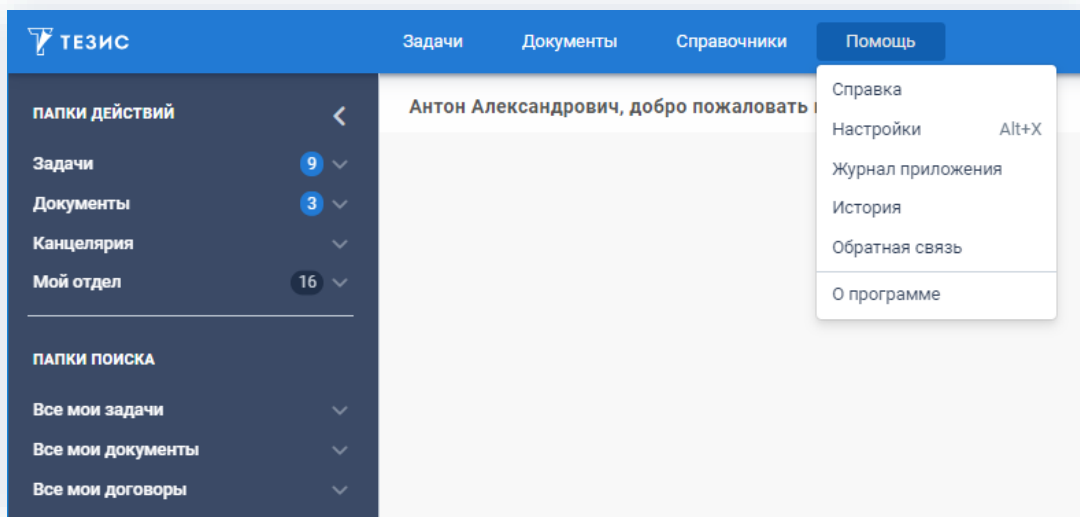 ТЕЗИС
Задачи Документы Справочники Помощь
Антон Александрович, добро пожаловать
Справка
Настройки Alt+X
Журнал приложения
История
Обратная связь
О программе
ПАПКИ ДЕЙСТВИЙ
Задачи 9
Документы 3
Канцелярия
Мой отдел 16
ПАПКИ ПОИСКА
Все мои задачи
Все мои документы
Все мои договоры